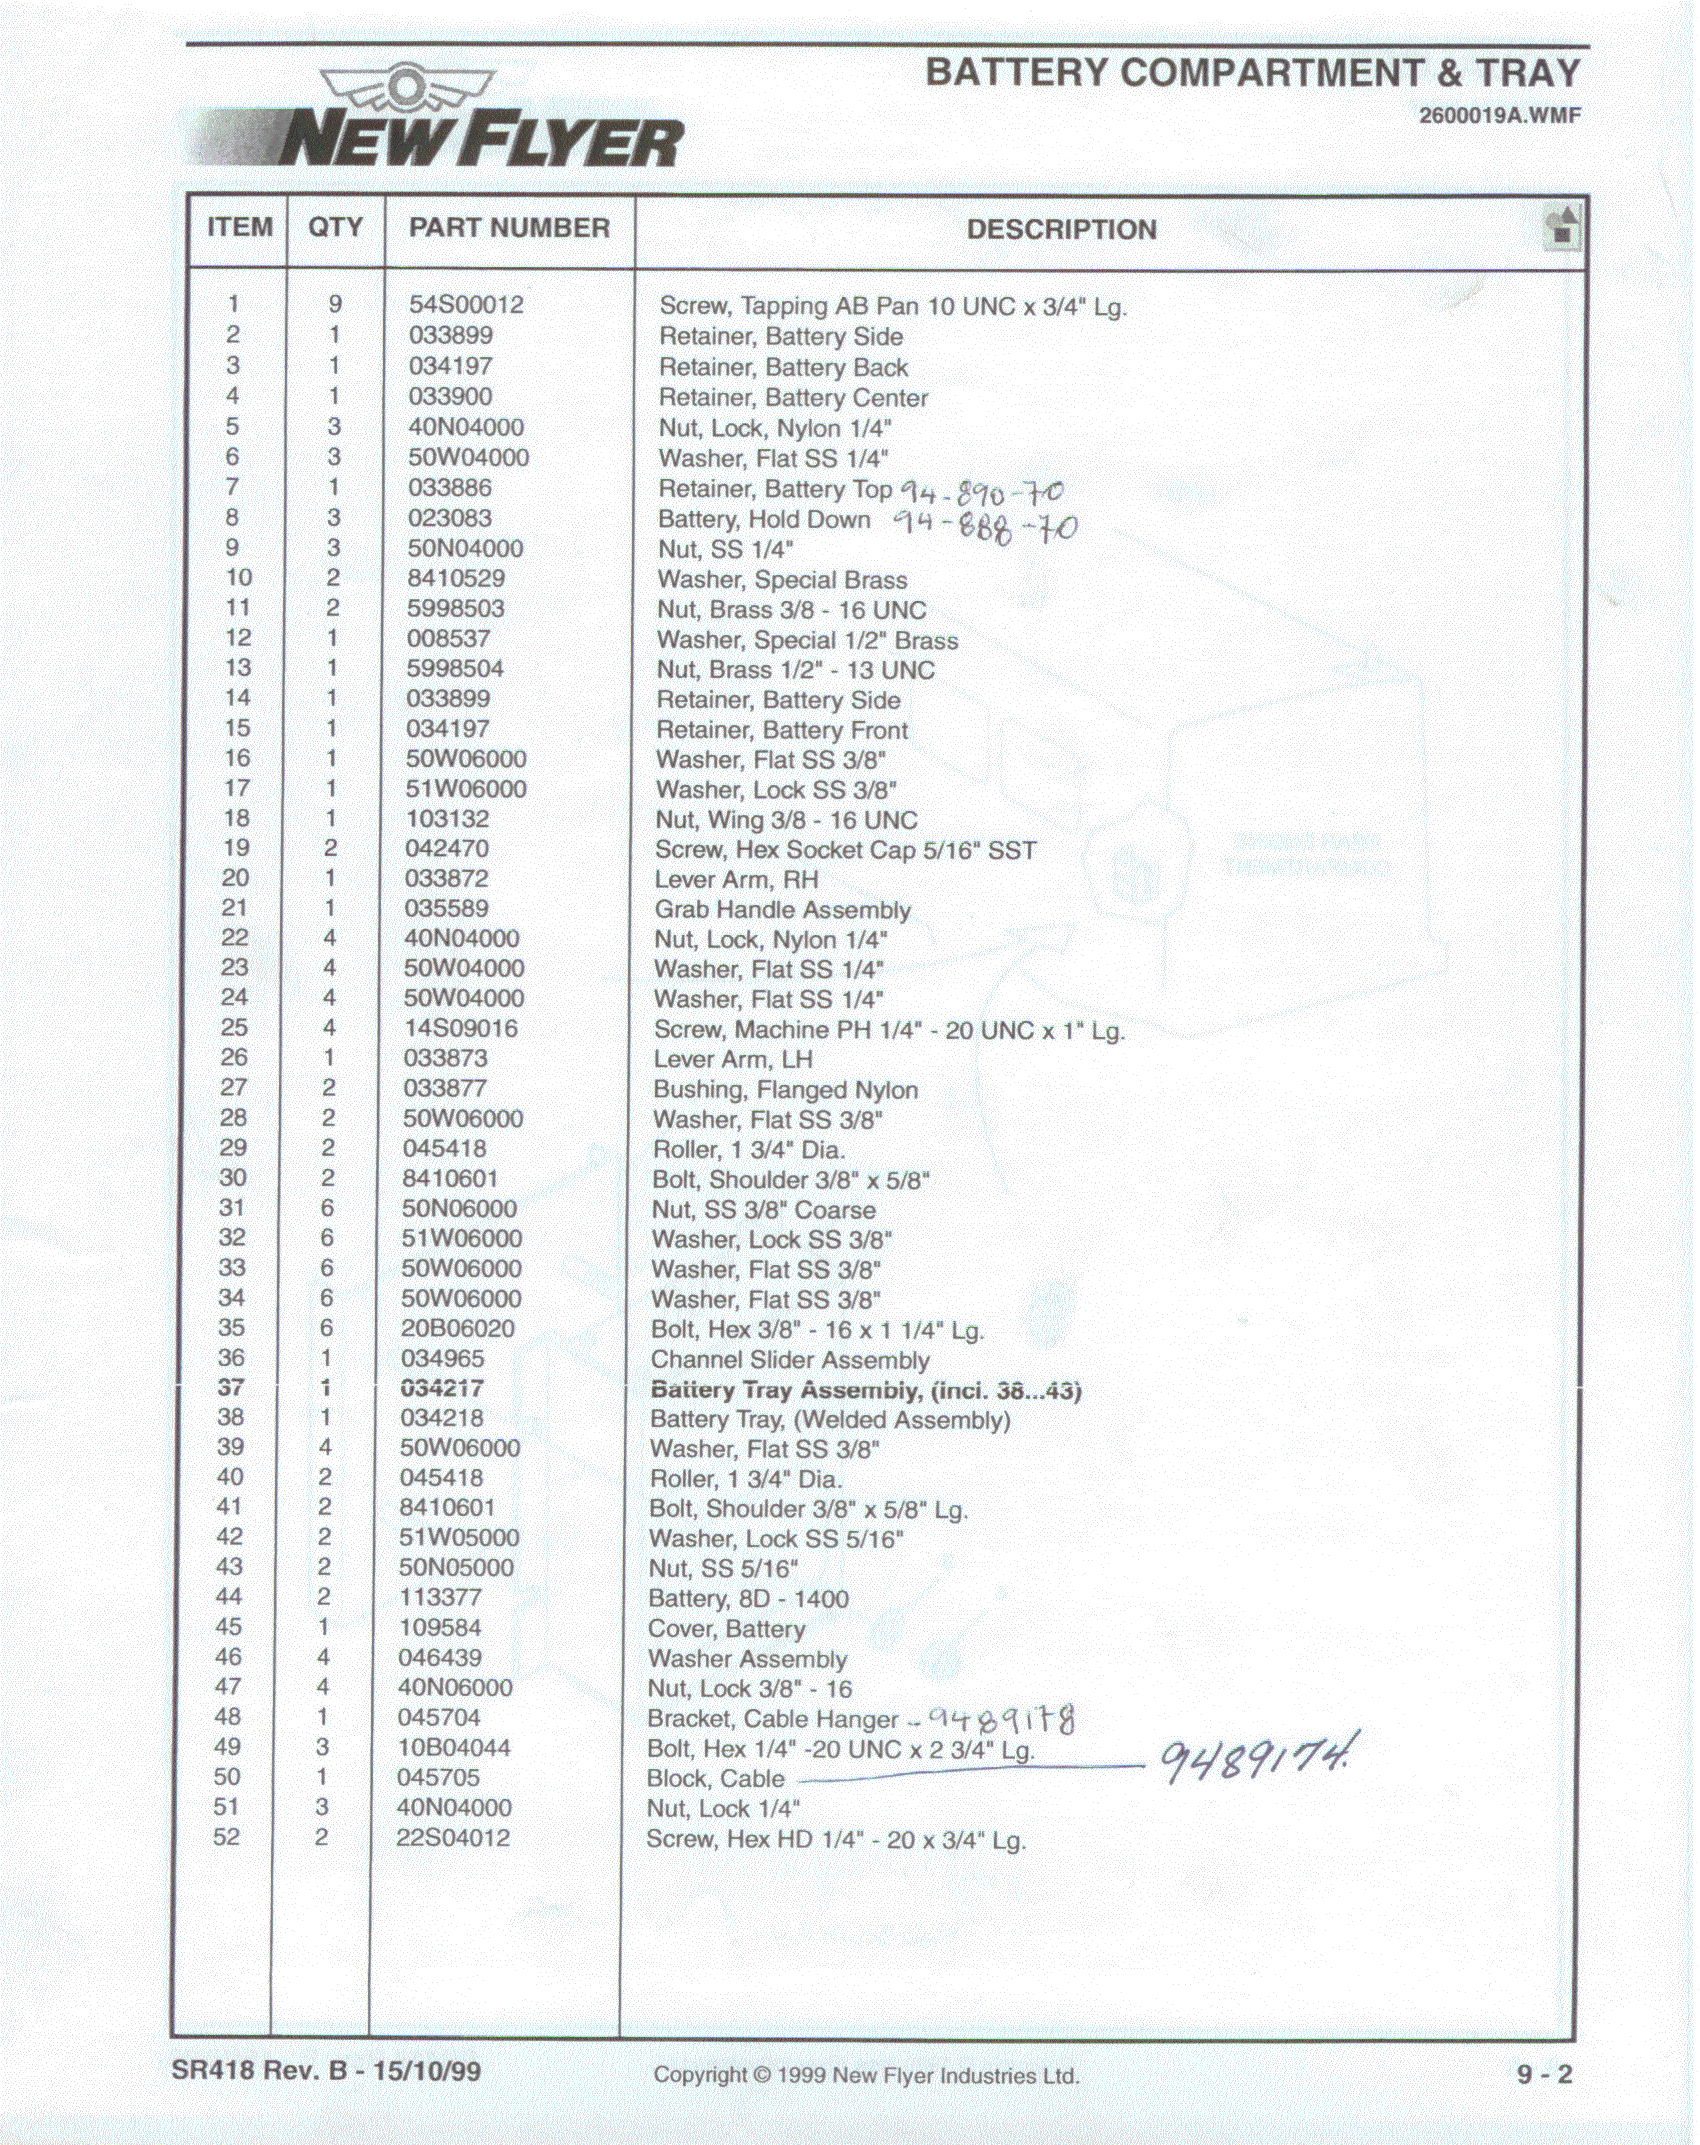 BATTERY COMPARTMENT & TRAY
2600019A.WMF
NEW FLYER
ITEM QTY PART NUMBER DESCRIPTION
1 9 54S00012 Screw, Tapping AB Pan 10 UNC x 3/4" Lg.
2 1 033899 Retainer, Battery Side
3 1 034197 Retainer, Battery Back
4 1 033900 Retainer, Battery Center
5 3 40N04000 Nut, Lock, Nylon 1/4"
6 3 50W04000 Washer, Flat SS 1/4"
7 1 033886 Retainer, Battery Top 94-890-70
8 3 023083 Battery, Hold Down 94-888-70
9 3 50N04000 Nut, SS 1/4"
10 2 8410529 Washer, Special Brass
11 2 5998503 Nut, Brass 3/8 - 16 UNC
12 1 008537 Washer, Special 1/2" Brass
13 1 5998504 Nut, Brass 1/2" - 13 UNC
14 1 033899 Retainer, Battery Side
15 1 034197 Retainer, Battery Front
16 1 50W06000 Washer, Flat SS 3/8"
17 1 51W06000 Washer, Lock SS 3/8"
18 1 103132 Nut, Wing 3/8 - 16 UNC
19 2 042470 Screw, Hex Socket Cap 5/16" SST
20 1 033872 Lever Arm, RH
21 1 035589 Grab Handle Assembly
22 4 40N04000 Nut, Lock, Nylon 1/4"
23 4 50W04000 Washer, Flat SS 1/4"
24 4 50W04000 Washer, Flat SS 1/4"
25 4 14S09016 Screw, Machine PH 1/4" - 20 UNC x 1" Lg.
26 1 033873 Lever Arm, LH
27 2 033877 Bushing, Flanged Nylon
28 2 50W06000 Washer, Flat SS 3/8"
29 2 045418 Roller, 1 3/4" Dia.
30 2 8410601 Bolt, Shoulder 3/8" x 5/8"
31 6 50N06000 Nut, SS 3/8" Coarse
32 6 51W06000 Washer, Lock SS 3/8"
33 6 50W06000 Washer, Flat SS 3/8"
34 6 50W06000 Washer, Flat SS 3/8"
35 6 20B06020 Bolt, Hex 3/8" - 16 x 1 1/4" Lg.
36 1 034965 Channel Slider Assembly
37 1 034217 Battery Tray Assembly, (incl. 38...43)
38 1 034218 Battery Tray, (Welded Assembly)
39 4 50W06000 Washer, Flat SS 3/8"
40 2 045418 Roller, 1 3/4" Dia.
41 2 8410601 Bolt, Shoulder 3/8" x 5/8" Lg.
42 2 51W05000 Washer, Lock SS 5/16"
43 2 50N05000 Nut, SS 5/16"
44 2 113377 Battery, 8D - 1400
45 1 109584 Cover, Battery
46 4 046439 Washer Assembly
47 4 40N06000 Nut, Lock 3/8" - 16
48 1 045704 Bracket, Cable Hanger - 9489178
49 3 10B04044 Bolt, Hex 1/4" -20 UNC x 2 3/4" Lg.
50 1 045705 Block, Cable 9489174.
51 3 40N04000 Nut, Lock 1/4"
52 2 22S04012 Screw, Hex HD 1/4" - 20 x 3/4" Lg.
SR418 Rev. B - 15/10/99 Copyright © 1999 New Flyer Industries Ltd. 9 - 2